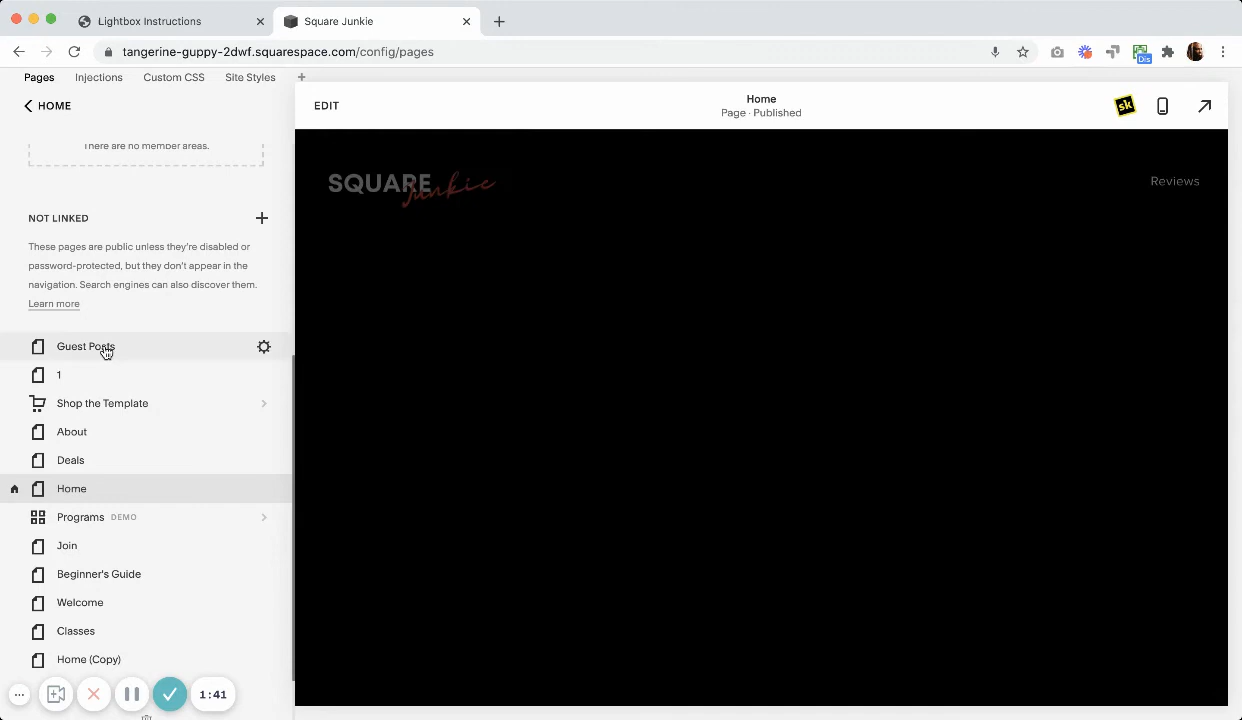 Lightbox Instructions
Square Junkie
tangerine-guppy-2dwf.squarespace.com/config/pages
Dis
Pages Injections Custom CSS Site Styles
HOME
EDIT
Home
Page · Published
sk
There are no member areas.
SQUARE Junkie
Reviews
NOT LINKED
These pages are public unless they're disabled or
password-protected, but they don't appear in the
navigation. Search engines can also discover them.
Learn more
Guest Posts
1
Shop the Template
About
Deals
Home
Programs DEMO
Join
Beginner's Guide
Welcome
Classes
Home (Copy)
1:41